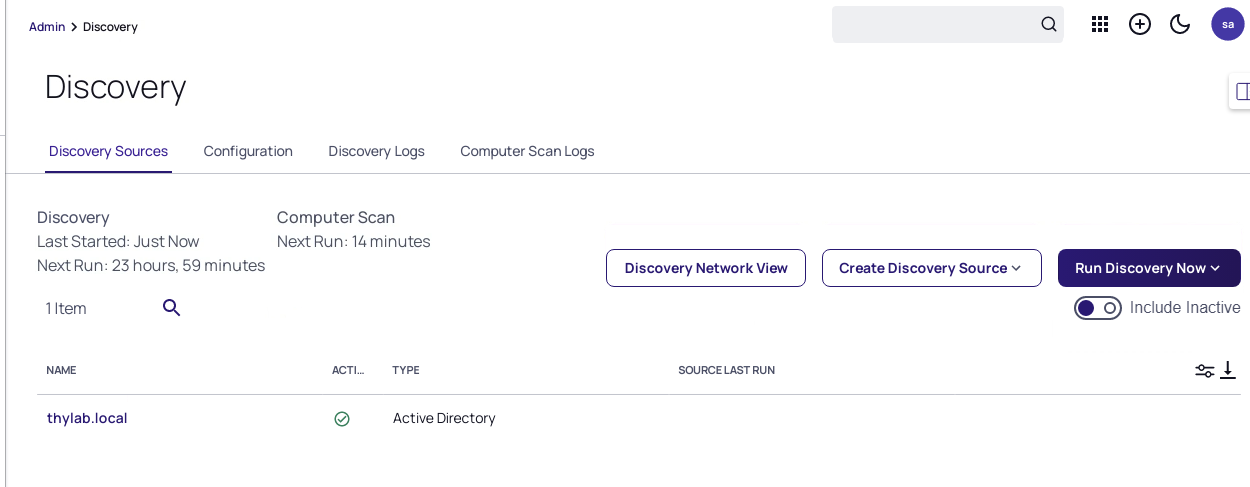 Admin > Discovery
sa
Discovery
Discovery Sources Configuration Discovery Logs Computer Scan Logs
Discovery Computer Scan
Last Started: Just Now Next Run: 14 minutes
Next Run: 23 hours, 59 minutes
Discovery Network View Create Discovery Source Run Discovery Now
1 Item Include Inactive
NAME ACTI... TYPE SOURCE LAST RUN
thylab.local Active Directory